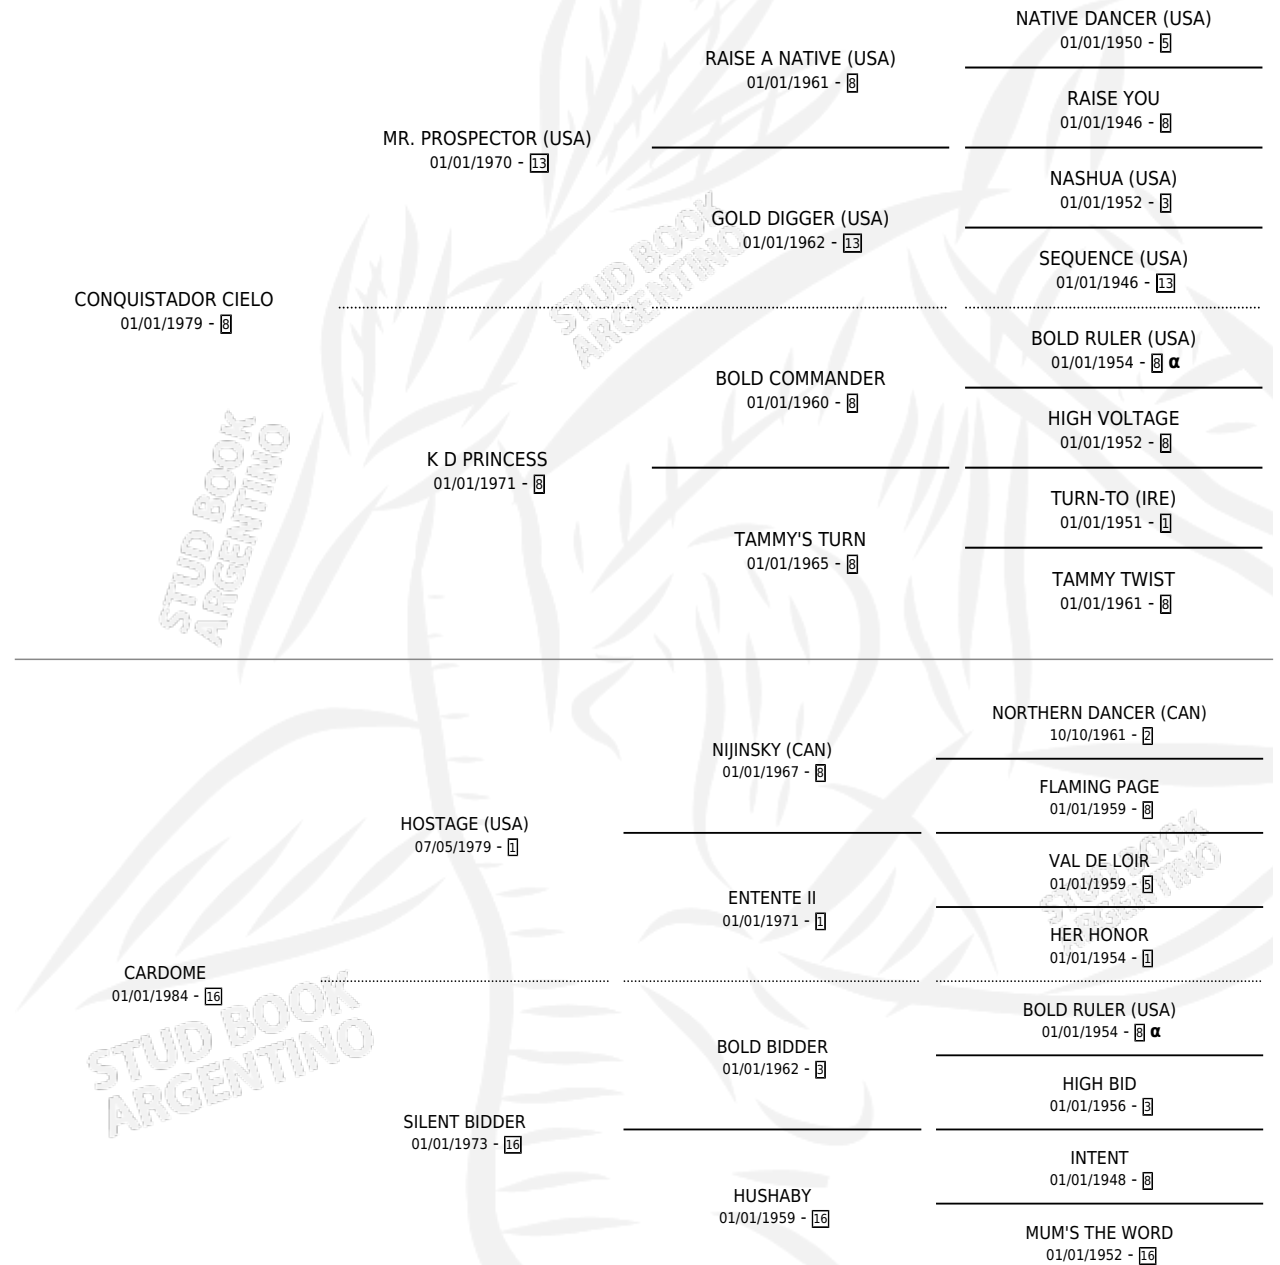 NATIVE DANCER (USA)
01/01/1950 - 5
RAISE A NATIVE (USA)
01/01/1961 - 8
RAISE YOU
01/01/1946 - 8
MR. PROSPECTOR (USA)
01/01/1970 - 13
NASHUA (USA)
01/01/1952 - 3
GOLD DIGGER (USA)
01/01/1962 - 13
SEQUENCE (USA)
01/01/1946 - 13
STUD BOOK
ARGENTINO
CONQUISTADOR CIELO
01/01/1979 - 8
BOLD RULER (USA)
01/01/1954 - 8 α
BOLD COMMANDER
01/01/1960 - 8
HIGH VOLTAGE
01/01/1952 - 8
K D PRINCESS
01/01/1971 - 8
TURN-TO (IRE)
01/01/1951 - 1
TAMMY'S TURN
01/01/1965 - 8
TAMMY TWIST
01/01/1961 - 8
STUD BOOK
ARGENTINO
NORTHERN DANCER (CAN)
10/10/1961 - 2
NIJINSKY (CAN)
01/01/1967 - 8
FLAMING PAGE
01/01/1959 - 8
HOSTAGE (USA)
07/05/1979 - 1
VAL DE LOIR
01/01/1959 - 5
STUD BOOK
ARGENTINO
ENTENTE II
01/01/1971 - 1
HER HONOR
01/01/1954 - 1
CARDOME
01/01/1984 - 16
BOLD RULER (USA)
01/01/1954 - 8 α
STUD BOOK
ARGENTINO
BOLD BIDDER
01/01/1962 - 3
HIGH BID
01/01/1956 - 3
SILENT BIDDER
01/01/1973 - 16
INTENT
01/01/1948 - 8
HUSHABY
01/01/1959 - 16
MUM'S THE WORD
01/01/1952 - 16